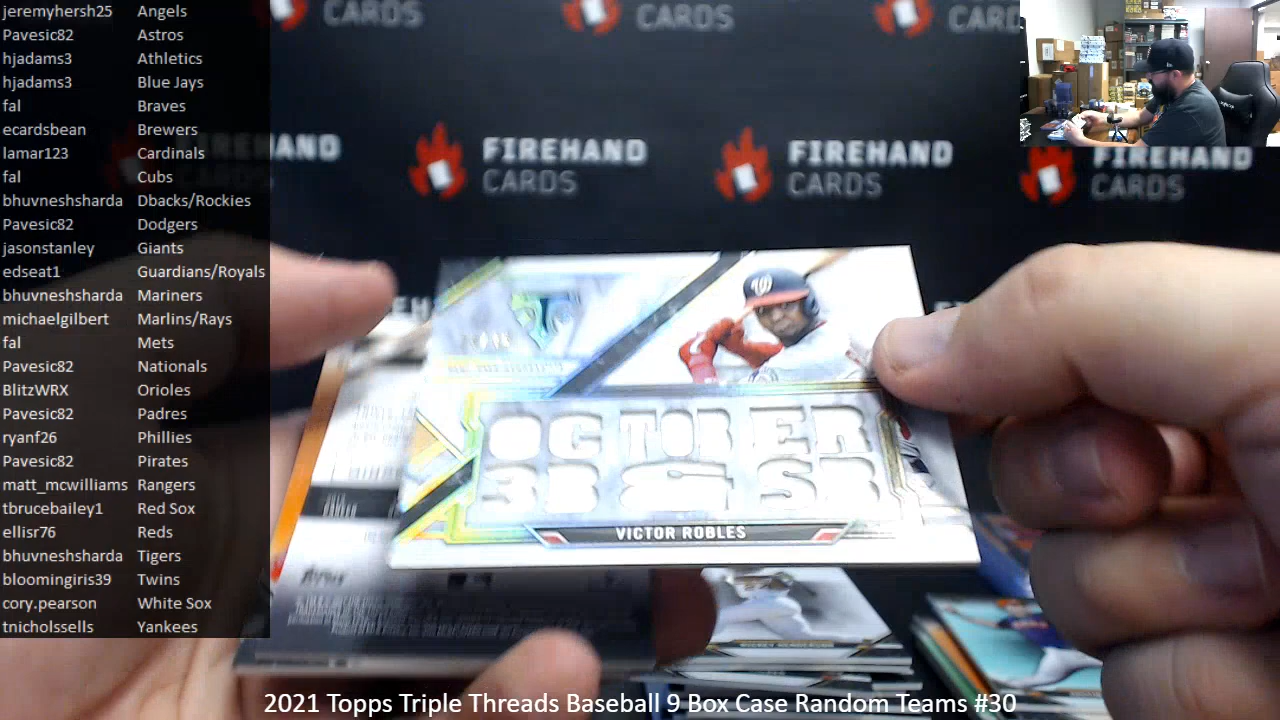 jeremyhersh25 Angels
Pavesic82 Astros
hjadams3 Athletics
hjadams3 Blue Jays
fal Braves
ecardsbean Brewers
lamar123 Cardinals
fal Cubs
bhuvneshsharda Dbacks/Rockies
Pavesic82 Dodgers
jasonstanley Giants
edseat1 Guardians/Royals
bhuvneshsharda Mariners
michaelgilbert Marlins/Rays
fal Mets
Pavesic82 Nationals
BlitzWRX Orioles
Pavesic82 Padres
ryanf26 Phillies
Pavesic82 Pirates
matt_mcwilliams Rangers
tbrucebailey1 Red Sox
ellisr76 Reds
bhuvneshsharda Tigers
bloomingiris39 Twins
cory.pearson White Sox
tnicholssells Yankees
FIREHAND
CARDS
CARDS
CARDS
FIREHAND
CARDS
FIREHAND
CARDS
FIREHAND
CARDS
W
OCTOBER
3B & SB
VICTOR ROBLES
2021 Topps Triple Threads Baseball 9 Box Case Random Teams #30